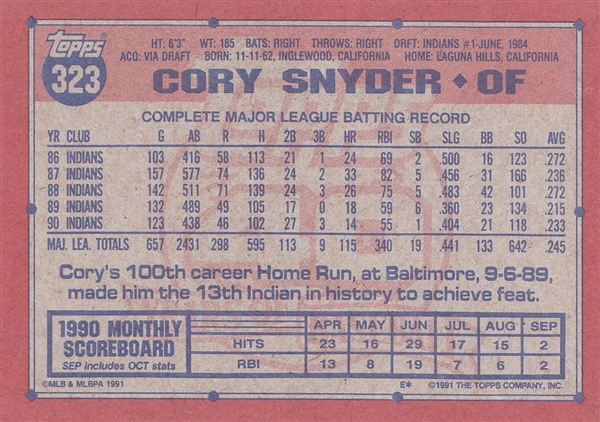 topps
323
HT: 6'3" WT: 185 BATS: RIGHT THROWS: RIGHT DRFT: INDIANS #1-JUNE, 1984
ACQ: VIA DRAFT BORN: 11-11-62, INGLEWOOD, CALIFORNIA HOME: LAGUNA HILLS, CALIFORNIA
CORY SNYDER ◆ OF
COMPLETE MAJOR LEAGUE BATTING RECORD
YR CLUB G AB R H 2B 3B HR RBI SB SLG BB SO AVG
86 INDIANS 103 416 58 113 21 1 24 69 2 .500 16 123 .272
87 INDIANS 157 577 74 136 24 2 33 82 5 .456 31 166 .236
88 INDIANS 142 511 71 139 24 3 26 75 5 .483 42 101 .272
89 INDIANS 132 489 49 105 17 0 18 59 6 .360 23 134 .215
90 INDIANS 123 438 46 102 27 3 14 55 1 .404 21 118 .233
MAJ. LEA. TOTALS 657 2431 298 595 113 9 115 340 19 .441 133 642 .245
Cory's 100th career Home Run, at Baltimore, 9-6-89,
made him the 13th Indian in history to achieve feat.
1990 MONTHLY
SCOREBOARD
SEP includes OCT stats
APR MAY JUN JUL AUG SEP
HITS 23 16 29 17 15 2
RBI 13 8 19 7 6 2
©MLB & MLBPA 1991 E* ©1991 THE TOPPS COMPANY, INC.